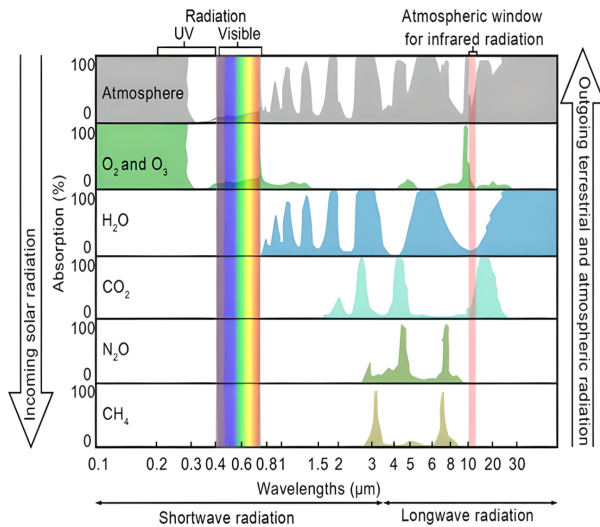 Radiation
UV Visible
Atmospheric window
for infrared radiation
Incoming solar radiation
Absorption (%)
100
Atmosphere
0
100
O₂ and O₃
0
100
H₂O
0
100
CO₂
0
100
N₂O
0
100
CH₄
0
Outgoing terrestrial and atmospheric radiation
0.1 0.2 0.3 0.4 0.6 0.81 1.5 2 3 4 5 6 8 10 20 30
Wavelengths (µm)
Shortwave radiation Longwave radiation